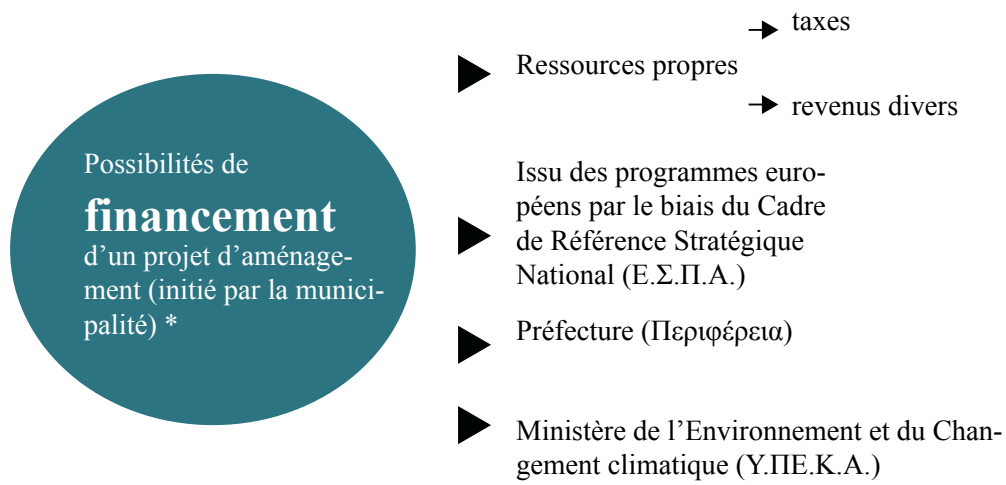 Possibilités de
financement
d’un projet d’aménage-
ment (initié par la munici-
palité) *
taxes
Ressources propres
revenus divers
Issu des programmes euro-
péens par le biais du Cadre
de Référence Stratégique
National (Ε.Σ.Π.Α.)
Préfecture (Περιφέρεια)
Ministère de l’Environnement et du Chan-
gement climatique (Υ.ΠΕ.Κ.Α.)